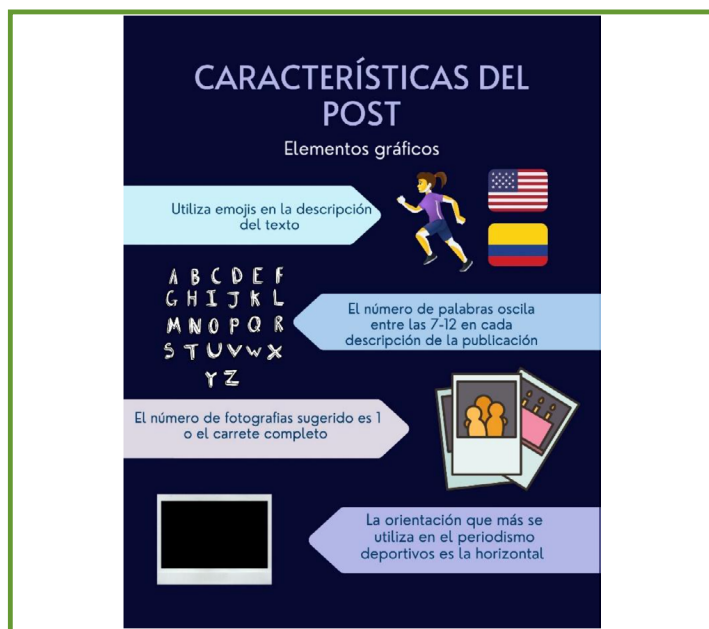 CARACTERÍSTICAS DEL
POST
Elementos gráficos
Utiliza emojis en la descripción
del texto
A B C D E F
G H I J K L
M N O P Q R
S T U V W X
Y Z
El número de palabras oscila
entre las 7-12 en cada
descripción de la publicación
El número de fotografias sugerido es 1
o el carrete completo
La orientación que más se
utiliza en el periodismo
deportivos es la horizontal